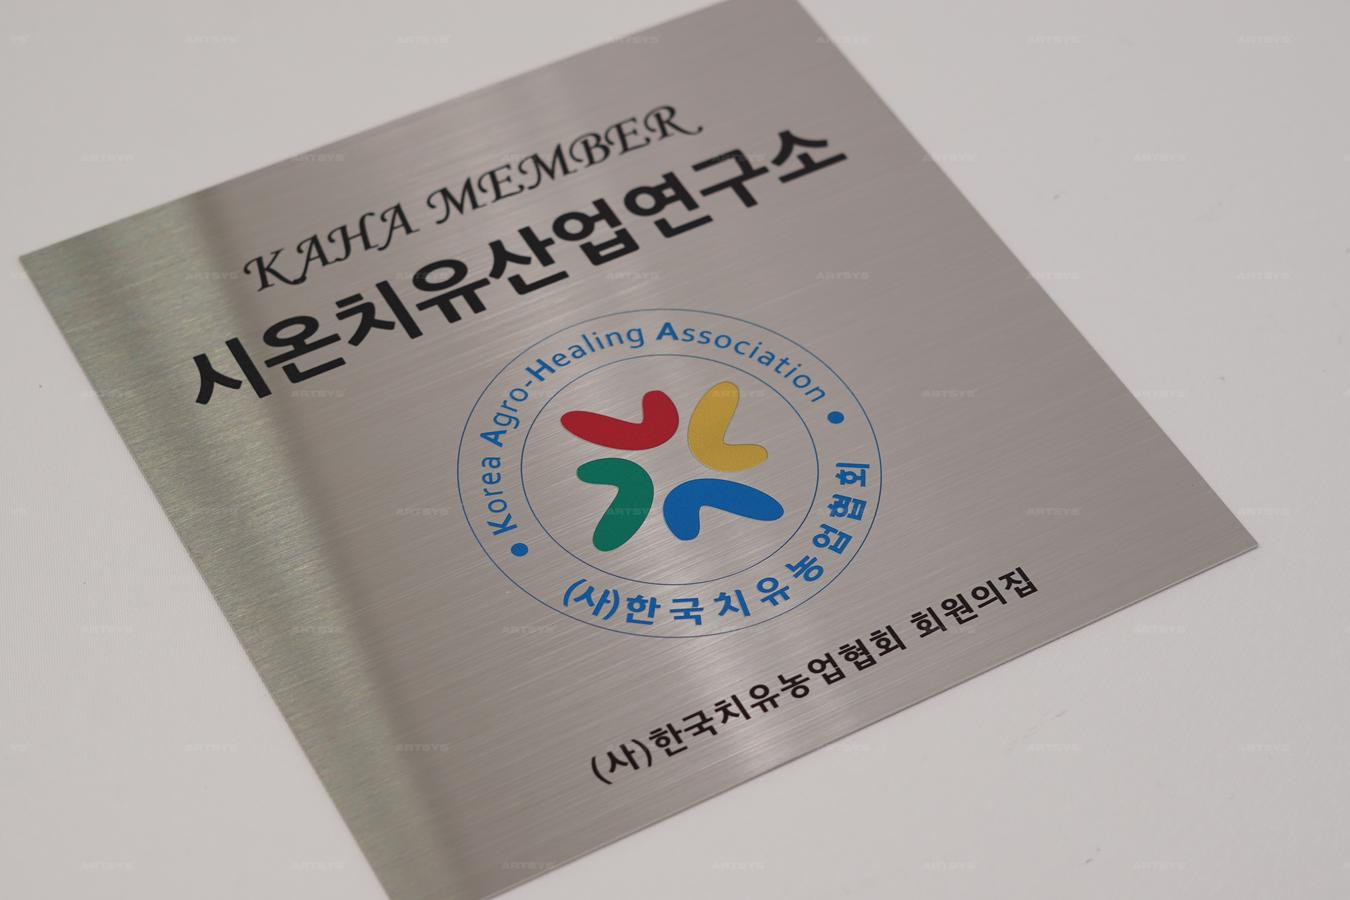 KAHA MEMBER
시온치유산업연구소
Korea Agro-Healing Association
(사)한국치유농업협회
(사)한국치유농업협회 회원의집
ARTSYS